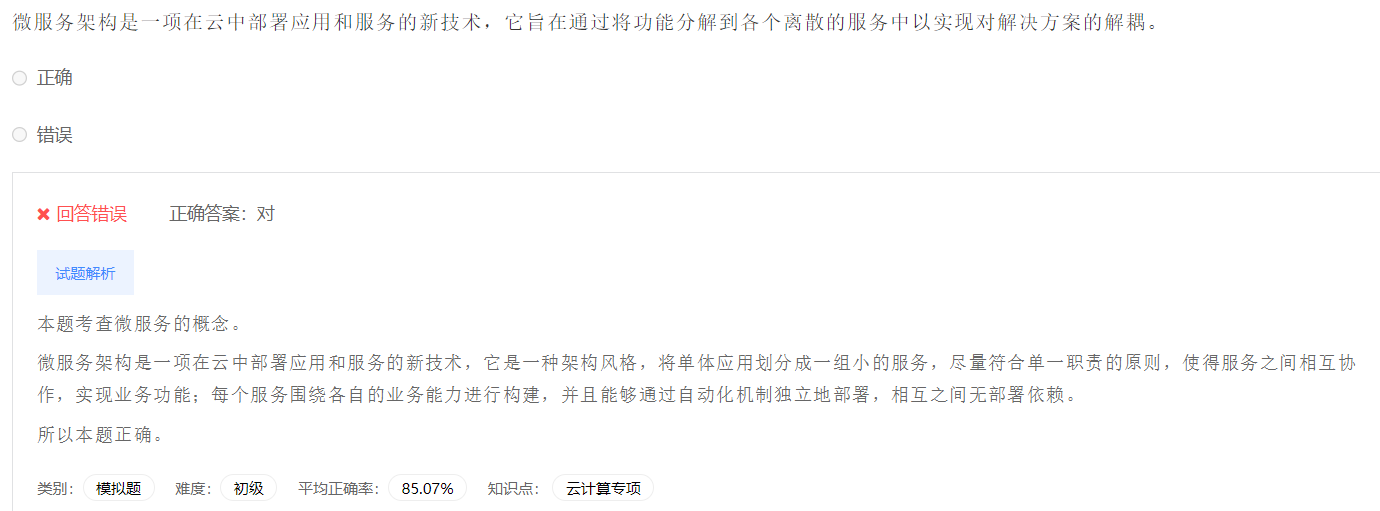 微服务架构是一项在云中部署应用和服务的新技术，它旨在通过将功能分解到各个离散的服务中以实现对解决方案的解耦。
正确
错误
回答错误 正确答案：对
试题解析
本题考查微服务的概念。
微服务架构是一项在云中部署应用和服务的新技术，它是一种架构风格，将单体应用划分成一组小的服务，尽量符合单一职责的原则，使得服务之间相互协
作，实现业务功能；每个服务围绕各自的业务能力进行构建，并且能够通过自动化机制独立地部署，相互之间无部署依赖。
所以本题正确。
类别： 模拟题 难度： 初级 平均正确率： 85.07% 知识点： 云计算专项